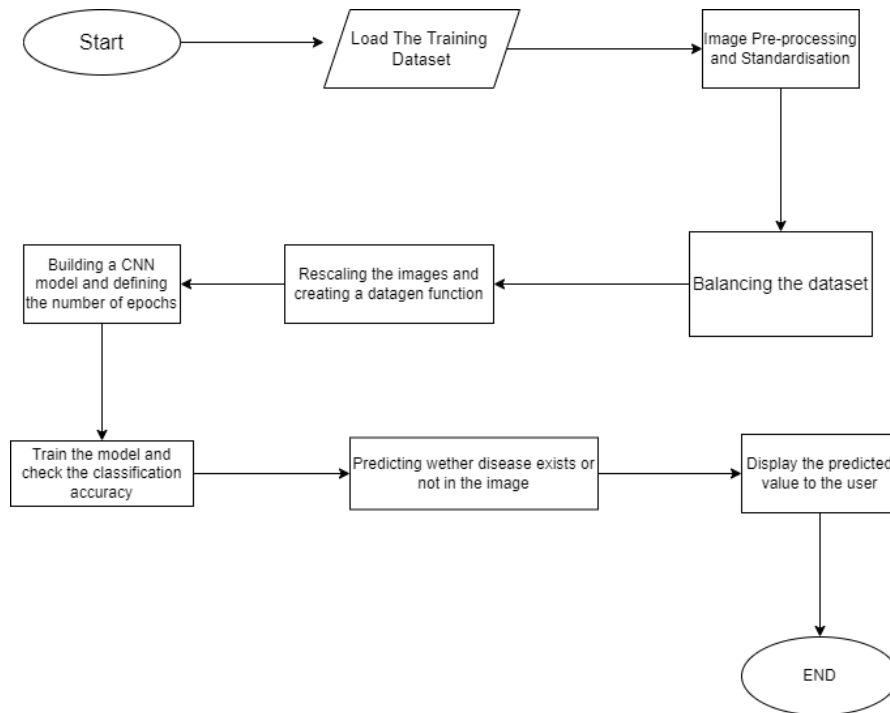 Start
Load The Training
Dataset
Image Pre-processing
and Standardisation
Balancing the dataset
Rescaling the images and
creating a datagen function
Building a CNN
model and defining
the number of epochs
Train the model and
check the classification
accuracy
Predicting wether disease exists or
not in the image
Display the predicted
value to the user
END